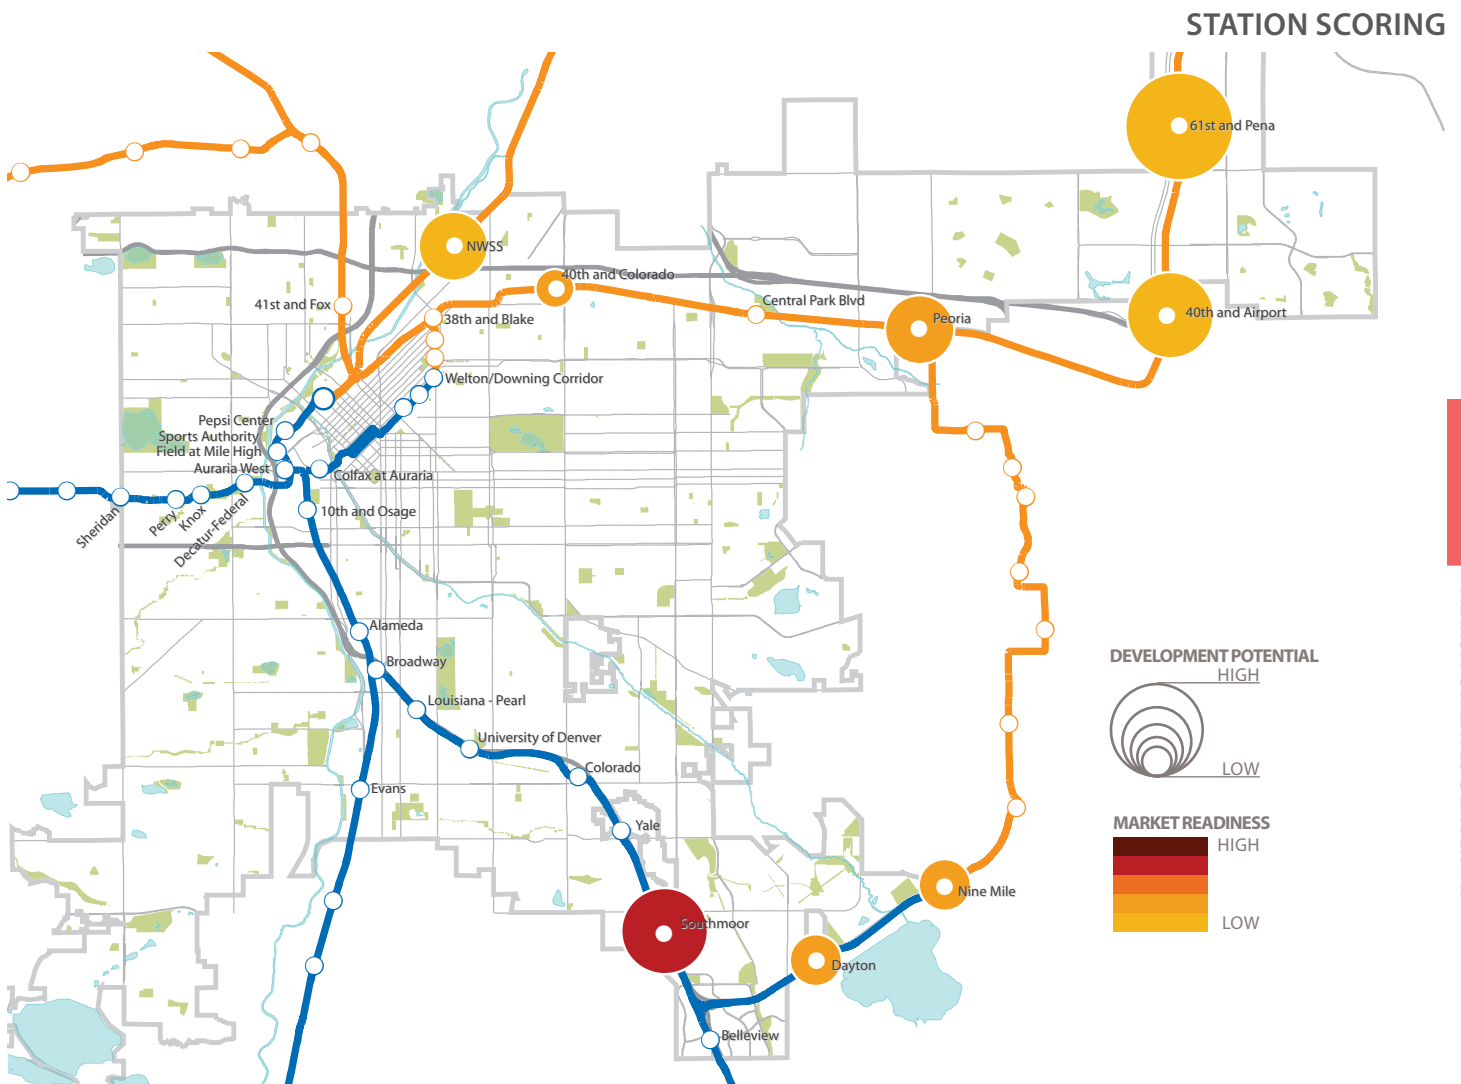 STATION SCORING
61st and Pena
NWSS
40th and Colorado
41st and Fox
Central Park Blvd
40th and Airport
38th and Blake
Peoria
Welton/Downing Corridor
Pepsi Center
Sports Authority
Field at Mile High
Auraria West
Colfax at Auraria
Sheridan
Perry
Knox
Decatur-Federal
10th and Osage
Alameda
Broadway
Louisiana - Pearl
University of Denver
Colorado
Evans
Yale
Southmoor
Nine Mile
Dayton
Belleview
DEVELOPMENT POTENTIAL
HIGH
LOW
MARKET READINESS
HIGH
LOW